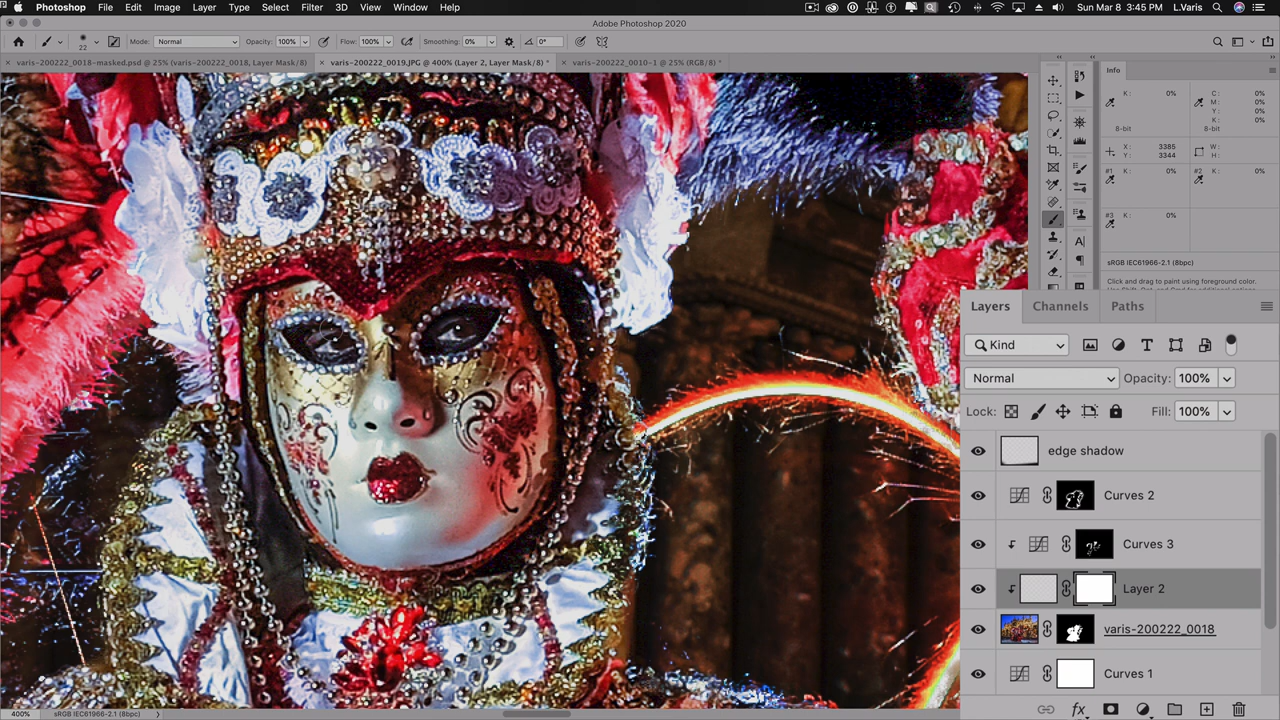 Photoshop File Edit Image Layer Type Select Filter 3D View Window Help Sun Mar 8 3:45 PM L.Varis
Adobe Photoshop 2020
22 Mode: Normal Opacity: 100% Flow: 100% Smoothing: 0% 0°
varis-200222_0018-masked.psd @ 25% (varis-200222_0018, Layer Mask/8) varis-200222_0019.JPG @ 400% (Layer 2, Layer Mask/8) * varis-200222_0010-1 @ 25% (RGB/8) *
Info
K: 0% C: 0%
M: 0%
Y: 0%
K: 0%
8-bit 8-bit
X: 3385 W:
Y: 3344 H:
#1 K: 0% #2 K: 0%
#3 K: 0%
sRGB IEC61966-2.1 (8bpc)
Click and drag to paint using foreground color.
Layers Channels Paths
Kind
Normal Opacity: 100%
Lock: Fill: 100%
edge shadow
Curves 2
Curves 3
Layer 2
varis-200222_0018
Curves 1
fx
400% sRGB IEC61966-2.1 (8bpc)